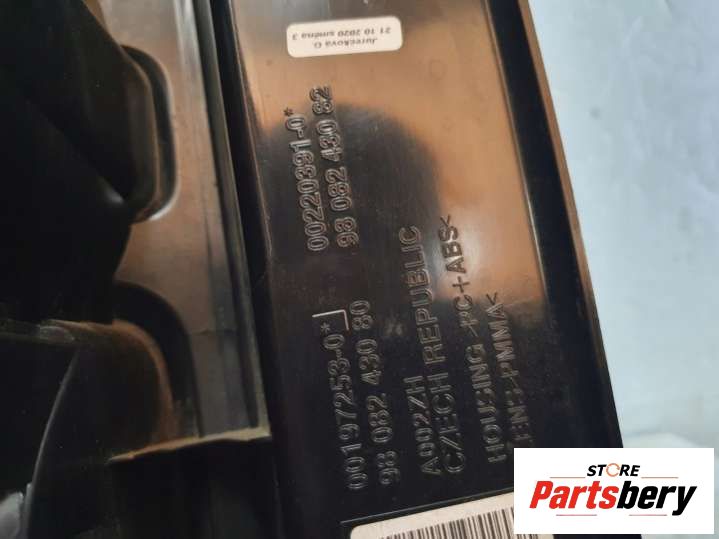 Jurečková G.
21 10 2020 směna 3
00220391-0*
98 082 430 82
00197253-0*
98 082 430 80
A002ZH
CZECH REPUBLIC
HOUSING >PC+ABS<
LENS >PMMA<
STORE
Partsbery